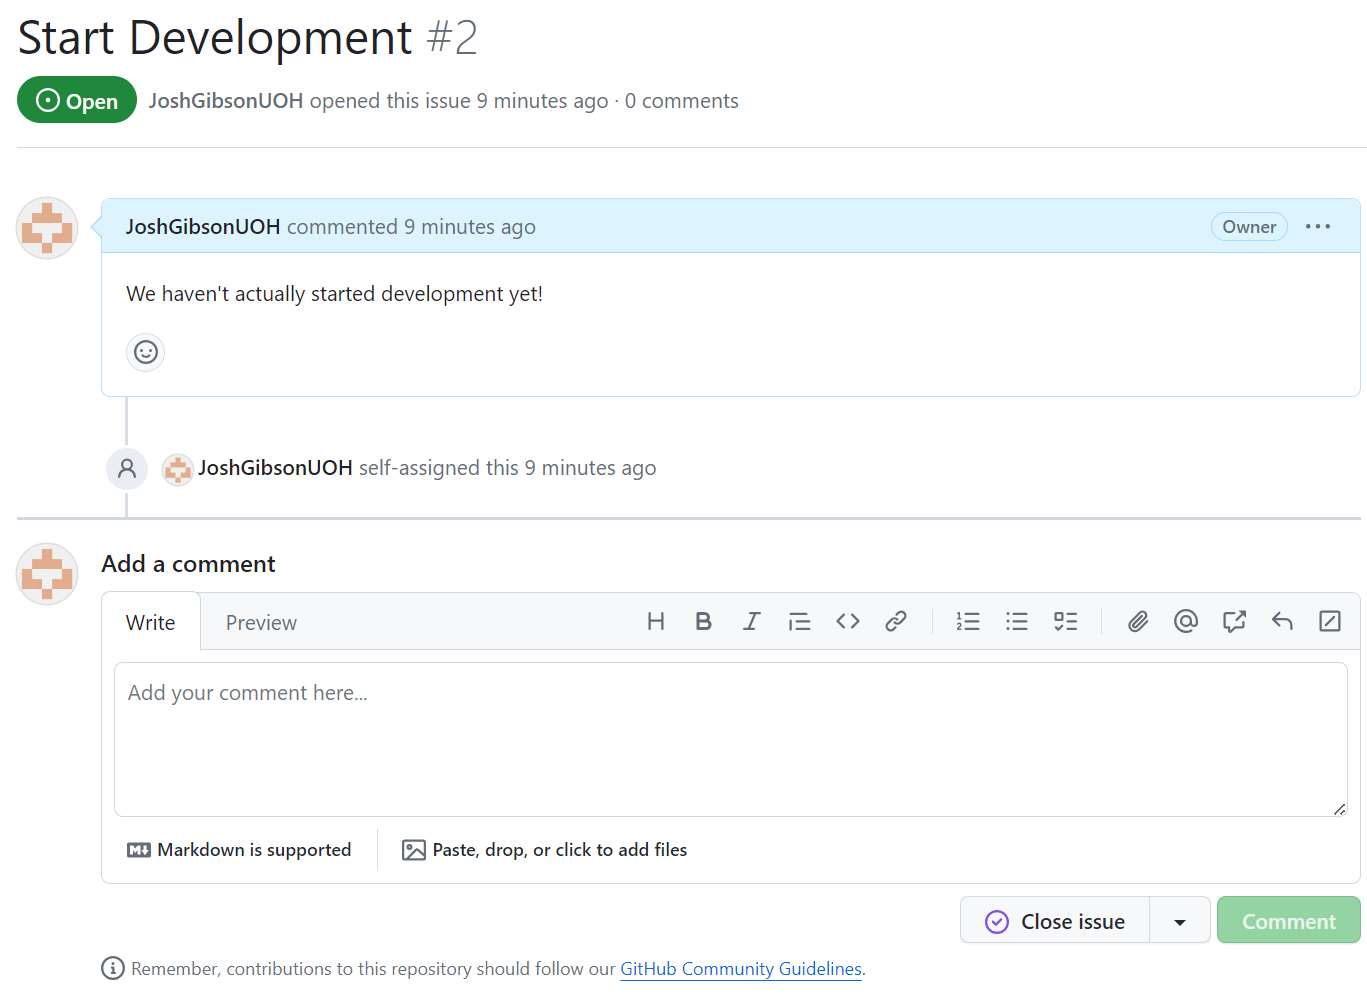 Start Development #2
Open JoshGibsonUOH opened this issue 9 minutes ago · 0 comments
JoshGibsonUOH commented 9 minutes ago Owner
We haven't actually started development yet!
JoshGibsonUOH self-assigned this 9 minutes ago
Add a comment
Write Preview
Add your comment here...
Markdown is supported Paste, drop, or click to add files
Close issue Comment
Remember, contributions to this repository should follow our GitHub Community Guidelines.